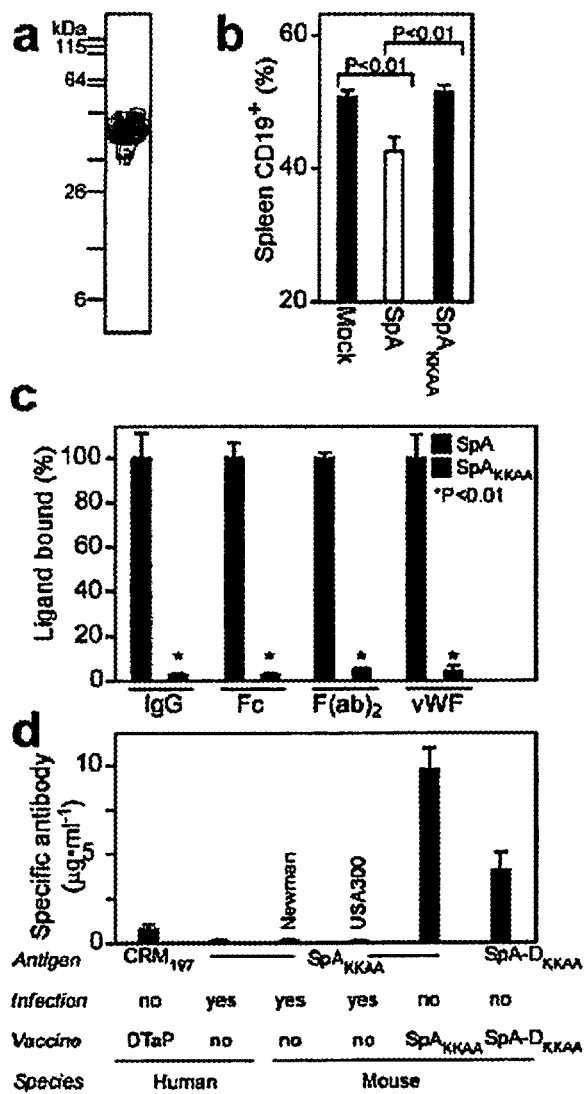 a
kDa
115
64
26
6
b
60
40
20
Spleen CD19+ (%)
P<0.01
P<0.01
Mock
SpA
SpAKKAA
c
Ligand bound (%)
100
80
60
40
20
0
SpA
SpAKKAA
*P<0.01
* * * *
IgG Fc F(ab)2 vWF
d
Specific antibody
(µg•ml-1)
10
5
0
Newman
USA300
Antigen CRM197 SpAKKAA SpA-DKKAA
Infection no yes yes yes no no
Vaccine DTaP no no no SpAKKAA SpA-DKKAA
Species Human Mouse